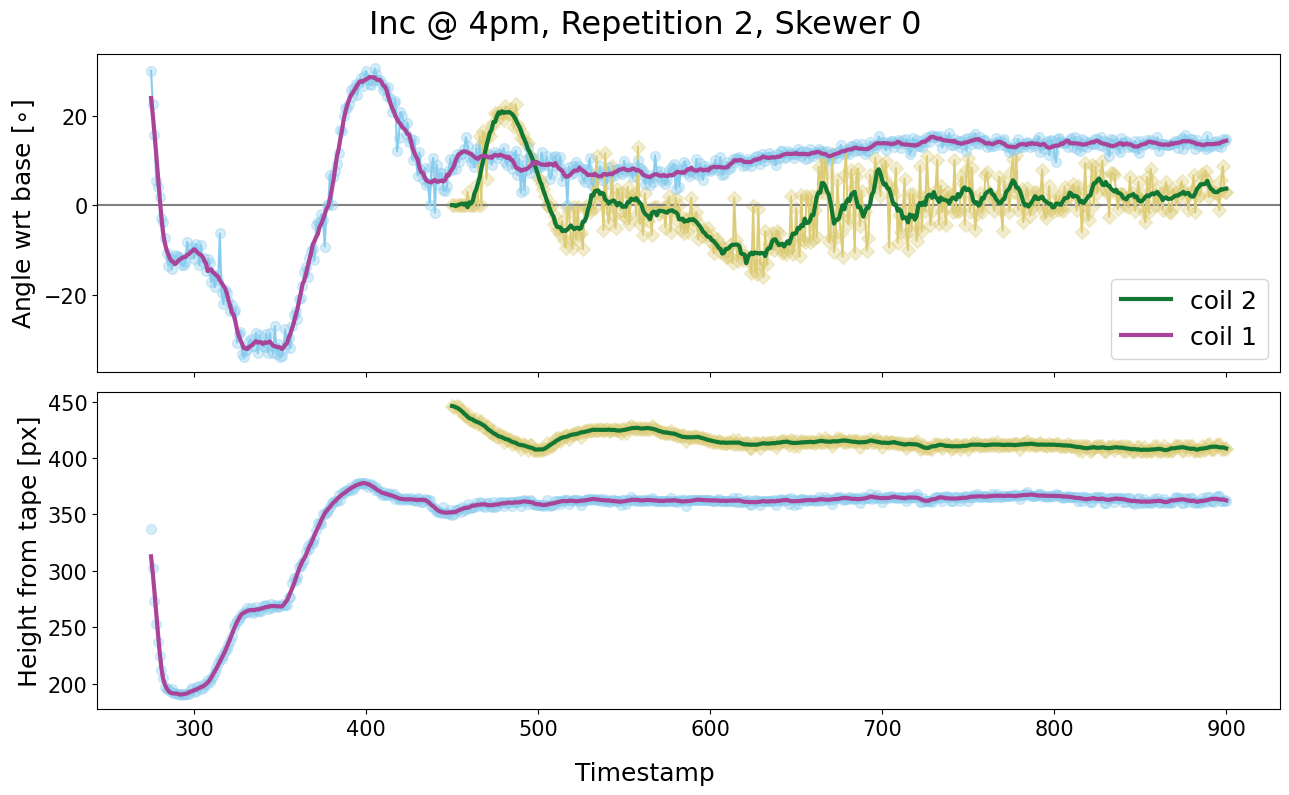 Inc @ 4pm, Repetition 2, Skewer 0
Angle wrt base [∘]
20
0
−20
coil 2
coil 1
Height from tape [px]
450
400
350
300
250
200
300
400
500
600
700
800
900
Timestamp